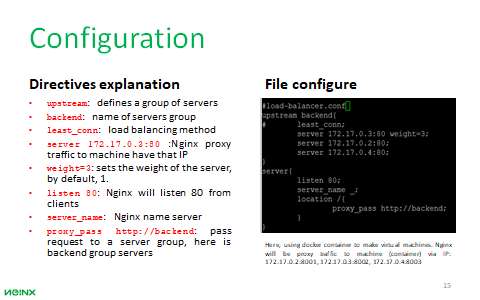 Configuration
Directives explanation
• upstream: defines a group of servers
• backend: name of servers group
• least_conn: load balancing method
• server 172.17.0.3:80 :Nginx proxy
traffic to machine have that IP
• weight=3: sets the weight of the server,
by default, 1.
• listen 80: Nginx will listen 80 from
clients
• server_name: Nginx name server
• proxy_pass http://backend: pass
request to a server group, here is
backend group servers
File configure
#load-balancer.conf
upstream backend{
# least_conn;
server 172.17.0.3:80 weight=3;
server 172.17.0.2:80;
server 172.17.0.4:80;
}
server{
listen 80;
server_name _;
location /{
proxy_pass http://backend;
}
}
Here, using docker container to make virtual machines. Nginx
will be proxy traffic to machine (container) via IP:
172.17.0.2:8001, 172.17.0.3:8002, 172.17.0.4:8003
NGINX
15